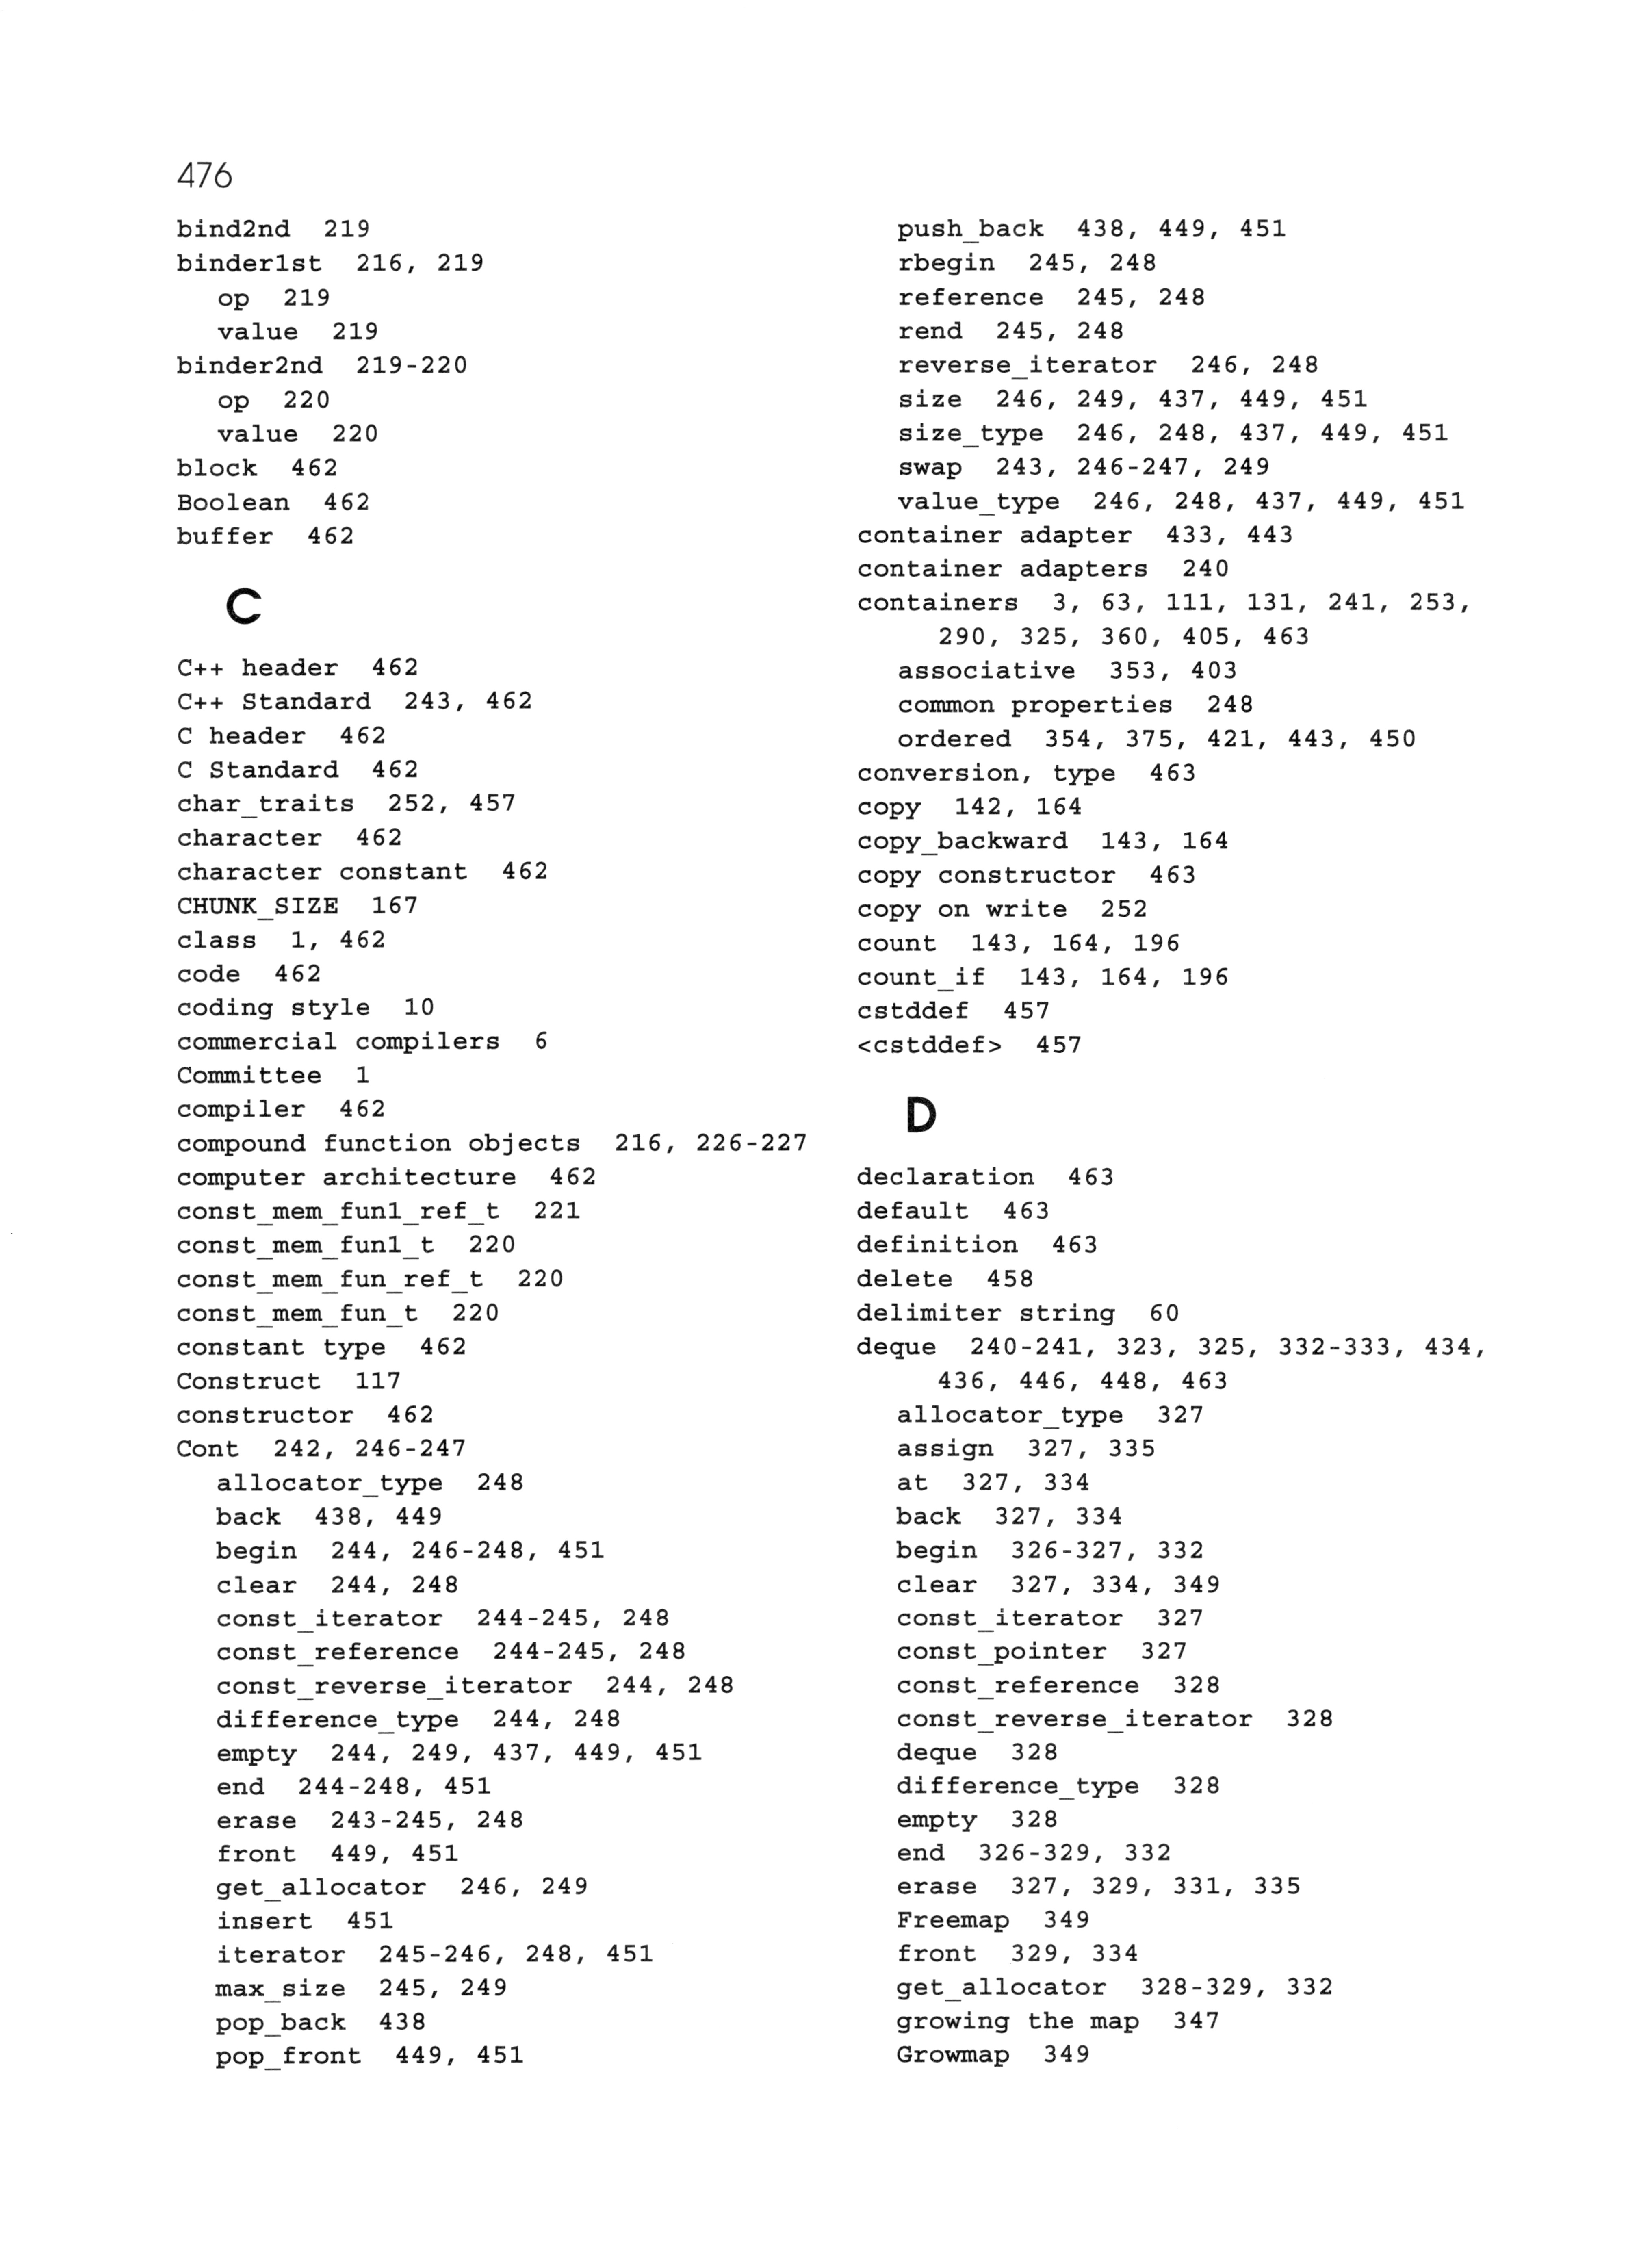 476
bind2nd 219
binder1st 216, 219
op 219
value 219
binder2nd 219-220
op 220
value 220
block 462
Boolean 462
buffer 462
C
C++ header 462
C++ Standard 243, 462
C header 462
C Standard 462
char_traits 252, 457
character 462
character constant 462
CHUNK_SIZE 167
class 1, 462
code 462
coding style 10
commercial compilers 6
Committee 1
compiler 462
compound function objects 216, 226-227
computer architecture 462
const_mem_fun1_ref_t 221
const_mem_fun1_t 220
const_mem_fun_ref_t 220
const_mem_fun_t 220
constant type 462
Construct 117
constructor 462
Cont 242, 246-247
allocator_type 248
back 438, 449
begin 244, 246-248, 451
clear 244, 248
const_iterator 244-245, 248
const_reference 244-245, 248
const_reverse_iterator 244, 248
difference_type 244, 248
empty 244, 249, 437, 449, 451
end 244-248, 451
erase 243-245, 248
front 449, 451
get_allocator 246, 249
insert 451
iterator 245-246, 248, 451
max_size 245, 249
pop_back 438
pop_front 449, 451
push_back 438, 449, 451
rbegin 245, 248
reference 245, 248
rend 245, 248
reverse_iterator 246, 248
size 246, 249, 437, 449, 451
size_type 246, 248, 437, 449, 451
swap 243, 246-247, 249
value_type 246, 248, 437, 449, 451
container adapter 433, 443
container adapters 240
containers 3, 63, 111, 131, 241, 253,
290, 325, 360, 405, 463
associative 353, 403
common properties 248
ordered 354, 375, 421, 443, 450
conversion, type 463
copy 142, 164
copy_backward 143, 164
copy constructor 463
copy on write 252
count 143, 164, 196
count_if 143, 164, 196
cstddef 457
<cstddef> 457
D
declaration 463
default 463
definition 463
delete 458
delimiter string 60
deque 240-241, 323, 325, 332-333, 434,
436, 446, 448, 463
allocator_type 327
assign 327, 335
at 327, 334
back 327, 334
begin 326-327, 332
clear 327, 334, 349
const_iterator 327
const_pointer 327
const_reference 328
const_reverse_iterator 328
deque 328
difference_type 328
empty 328
end 326-329, 332
erase 327, 329, 331, 335
Freemap 349
front 329, 334
get_allocator 328-329, 332
growing the map 347
Growmap 349